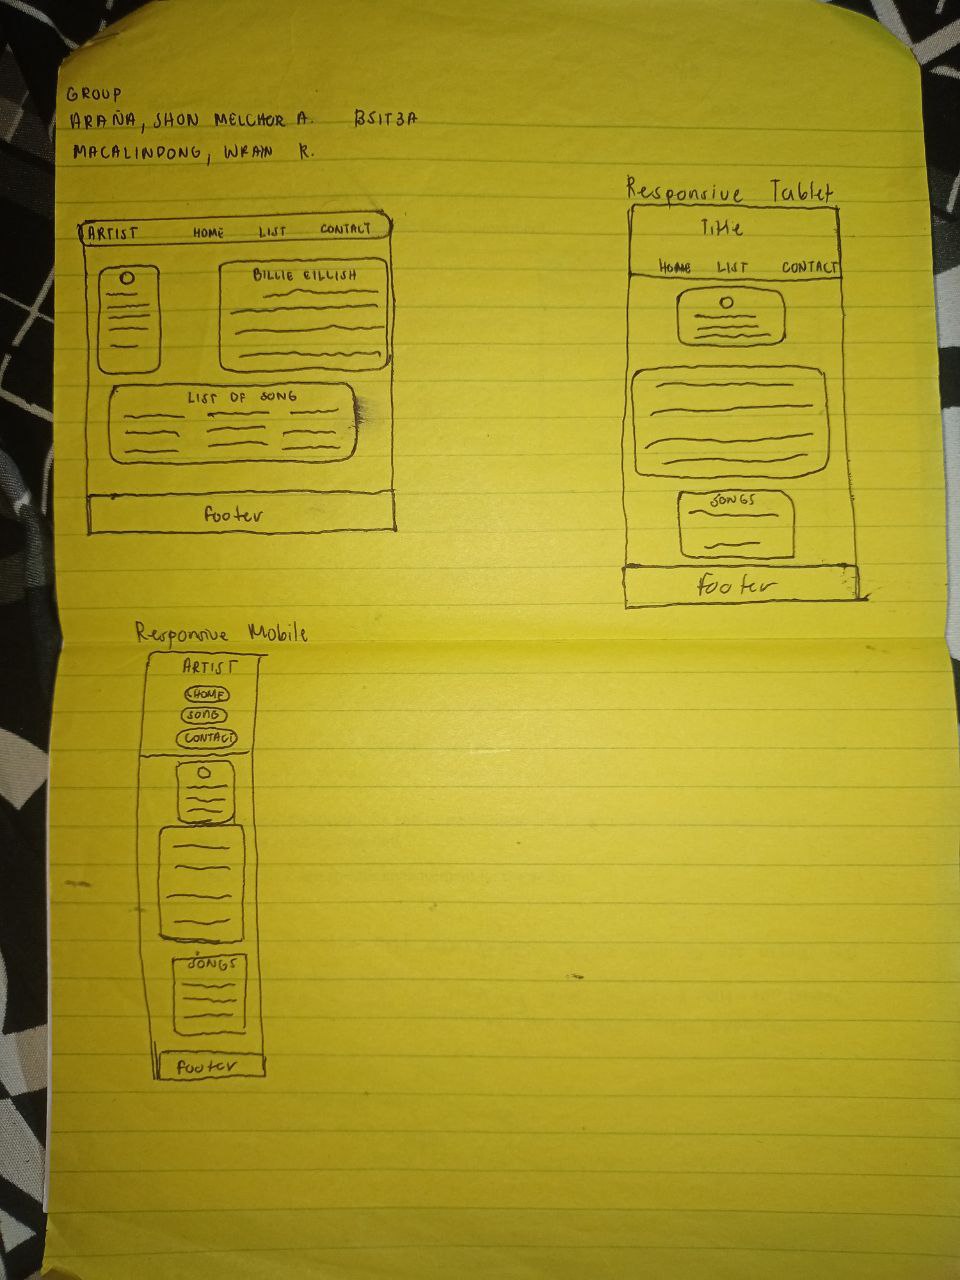 GROUP
ARAÑA, SHON MELCHOR A. BSIT3A
MACALINDONG, WRAIN R.
ARTIST HOME LIST CONTACT
BILLIE EILLISH
LIST OF SONG
footer
Responsive Tablet
Title
HOME LIST CONTACT
SONGS
footer
Responsive Mobile
ARTIST
HOME
SONG
CONTACT
SONGS
footer